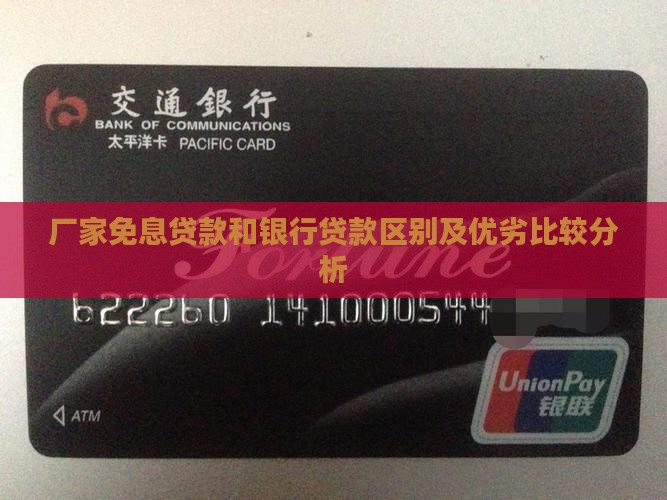 交通銀行
BANK OF COMMUNICATIONS
太平洋卡 PACIFIC CARD
厂家免息贷款和银行贷款区别及优劣比较分
析
Fortune
622260 141000544
UnionPay
银联
ATM